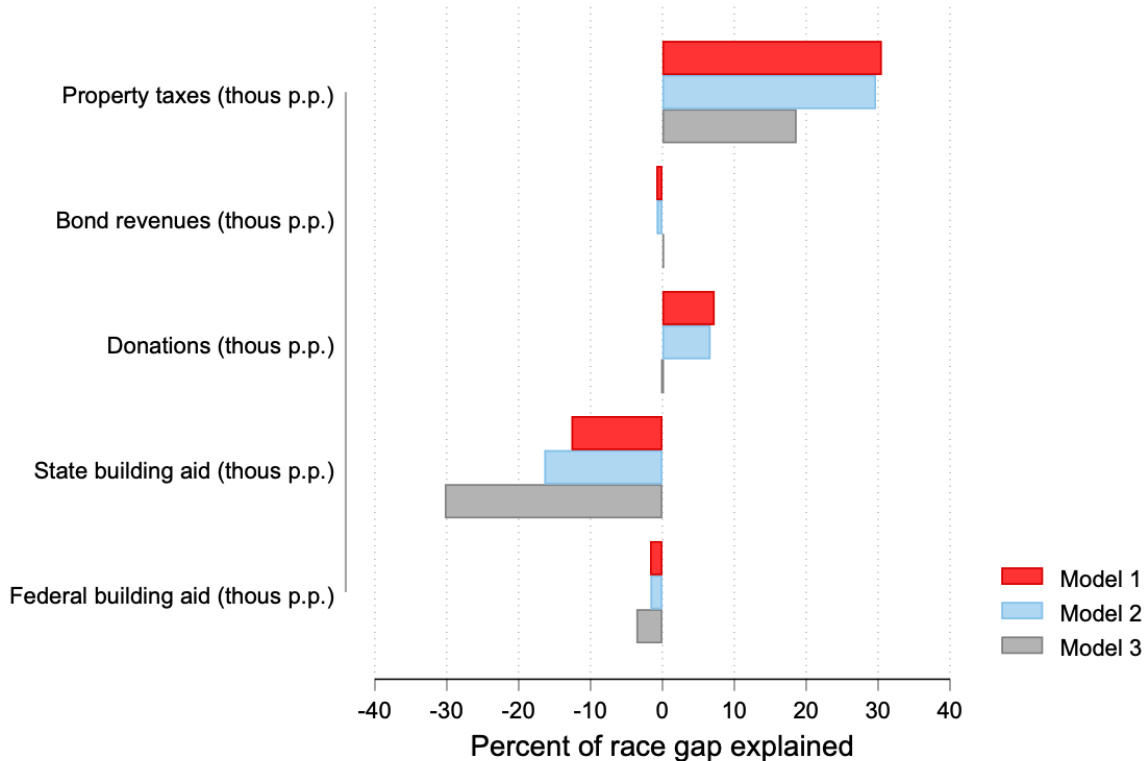 Property taxes (thous p.p.)
Bond revenues (thous p.p.)
Donations (thous p.p.)
State building aid (thous p.p.)
Federal building aid (thous p.p.)
Model 1
Model 2
Model 3
-40 -30 -20 -10 0 10 20 30 40
Percent of race gap explained